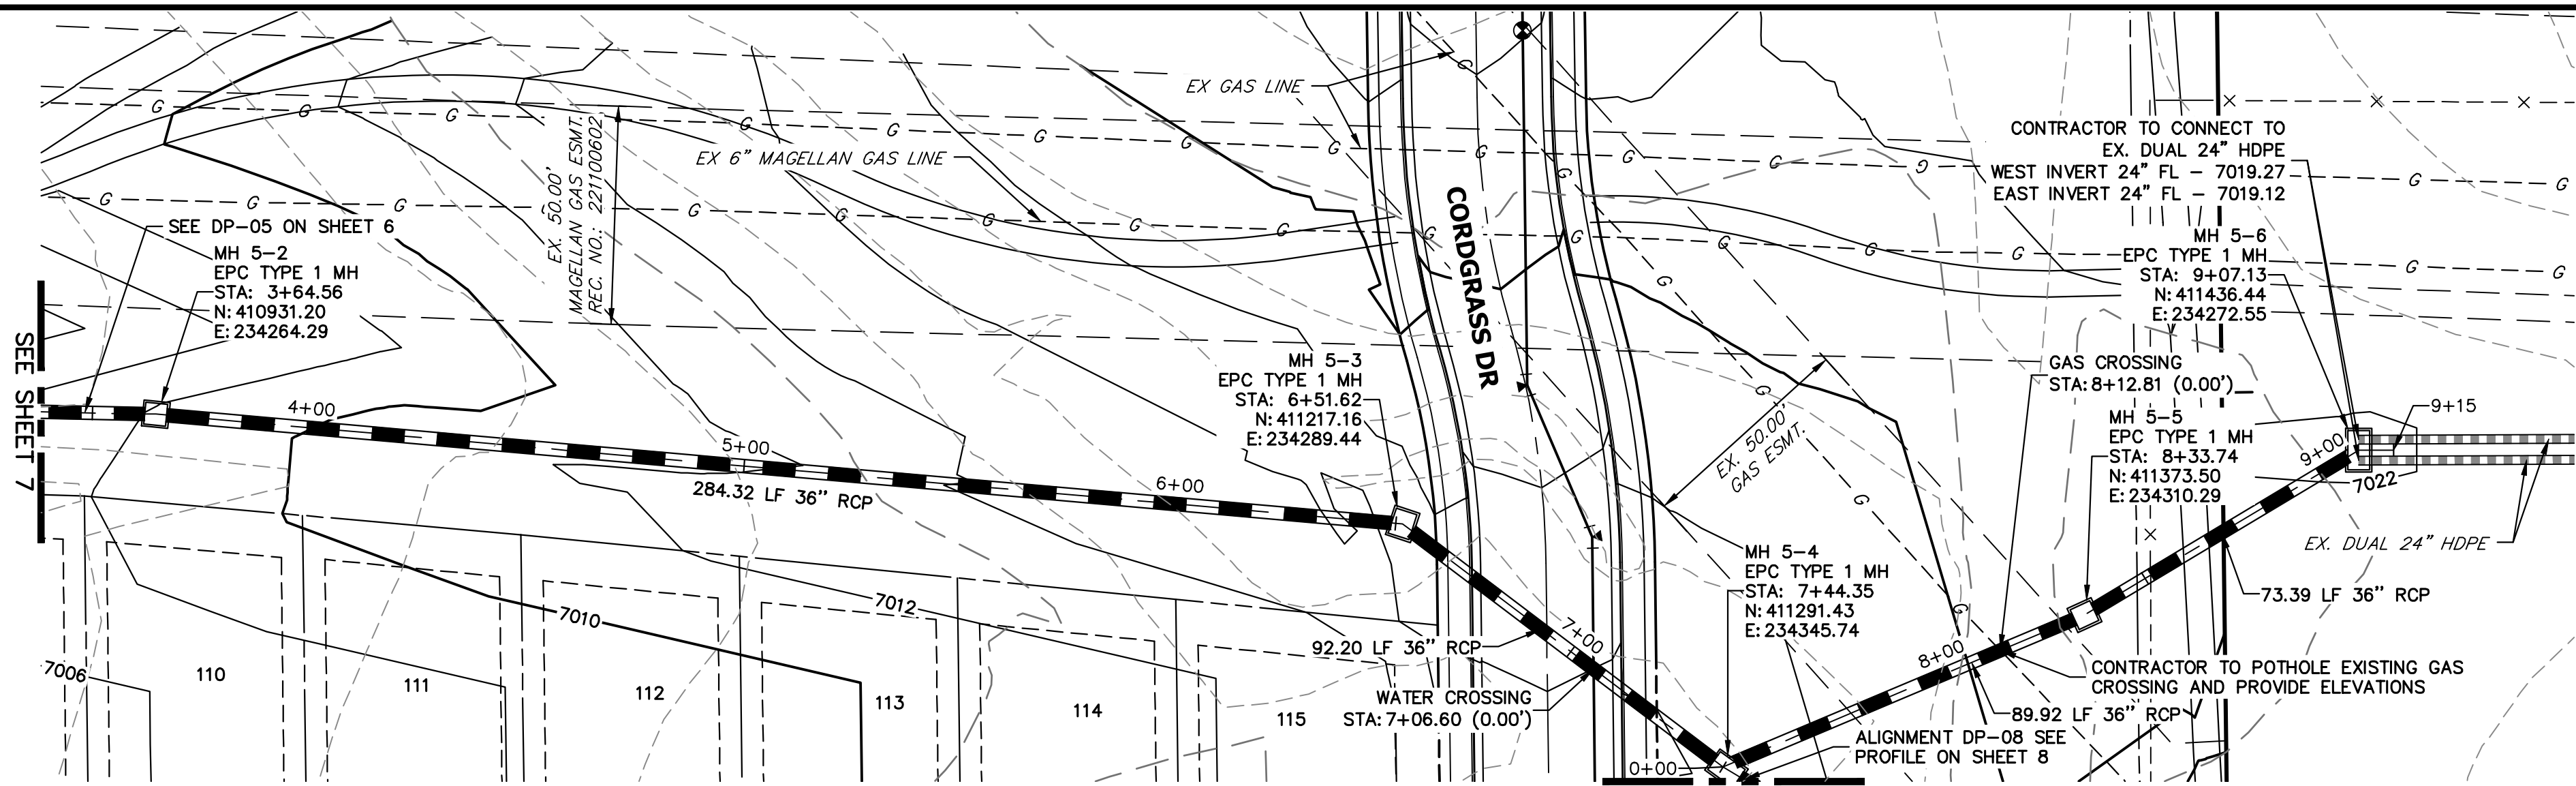 EX GAS LINE
EX 6" MAGELLAN GAS LINE
EX. 50.00'
MAGELLAN GAS ESMT.
REC. NO.: 221100602
SEE DP-05 ON SHEET 6
MH 5-2
EPC TYPE 1 MH
STA: 3+64.56
N: 410931.20
E: 234264.29
SEE SHEET 7
4+00
5+00
284.32 LF 36" RCP
6+00
MH 5-3
EPC TYPE 1 MH
STA: 6+51.62
N: 411217.16
E: 234289.44
CORDGRASS DR
CONTRACTOR TO CONNECT TO
EX. DUAL 24" HDPE
WEST INVERT 24" FL - 7019.27
EAST INVERT 24" FL - 7019.12
MH 5-6
EPC TYPE 1 MH
STA: 9+07.13
N: 411436.44
E: 234272.55
GAS CROSSING
STA: 8+12.81 (0.00')
MH 5-5
EPC TYPE 1 MH
STA: 8+33.74
N: 411373.50
E: 234310.29
9+15
9+00
7022
EX. DUAL 24" HDPE
EX. 50.00'
GAS ESMT.
MH 5-4
EPC TYPE 1 MH
STA: 7+44.35
N: 411291.43
E: 234345.74
73.39 LF 36" RCP
7+00
92.20 LF 36" RCP
WATER CROSSING
STA: 7+06.60 (0.00')
8+00
CONTRACTOR TO POTHOLE EXISTING GAS
CROSSING AND PROVIDE ELEVATIONS
89.92 LF 36" RCP
ALIGNMENT DP-08 SEE
PROFILE ON SHEET 8
0+00
7006
7010
7012
110
111
112
113
114
115
G G G G G G G G G G G G
G G G G G G G G G G G G G G G G G
G G G G G G